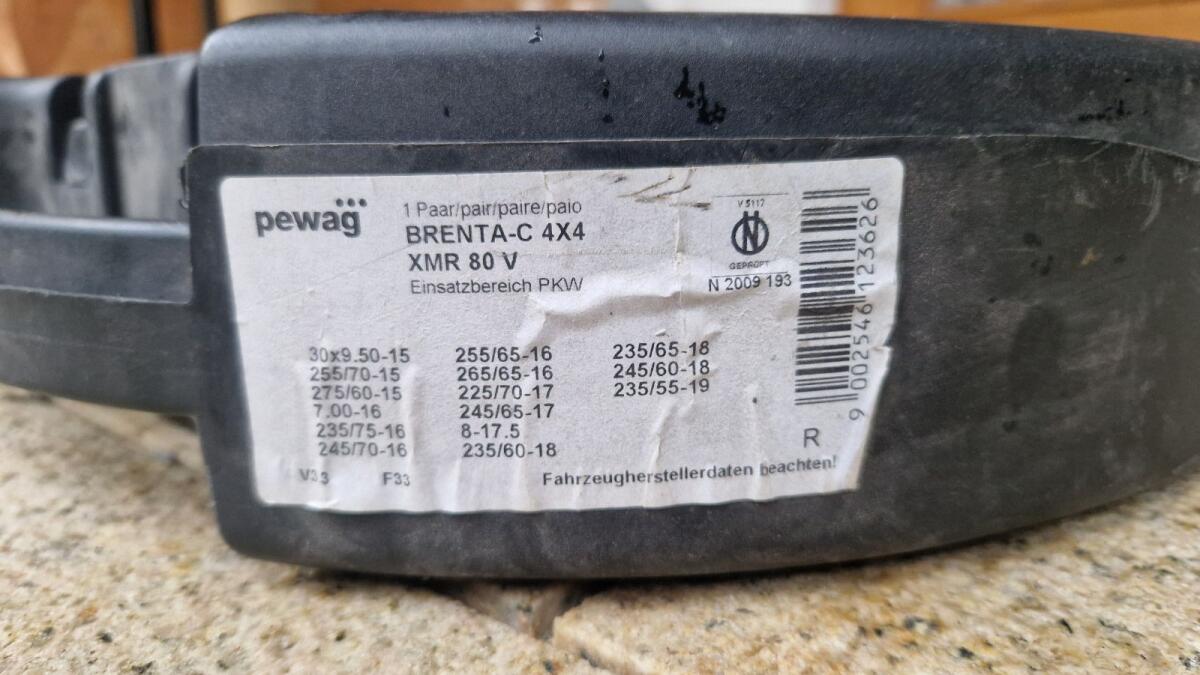 pewag
1 Paar/pair/paire/paio
BRENTA-C 4X4
XMR 80 V
Einsatzbereich PKW
V 5117
GEPRÜFT
N 2009 193
30x9.50-15
255/70-15
275/60-15
7.00-16
235/75-16
245/70-16
255/65-16
265/65-16
225/70-17
245/65-17
8-17.5
235/60-18
235/65-18
245/60-18
235/55-19
9 002546 123626
R
V3.3 F33
Fahrzeugherstellerdaten beachten!